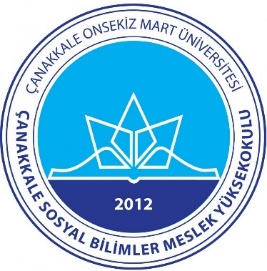 ÇANAKKALE ONSEKİZ MART ÜNİVERSİTESİ
ÇANAKKALE SOSYAL BİLİMLER MESLEK YÜKSEKOKULU
2012